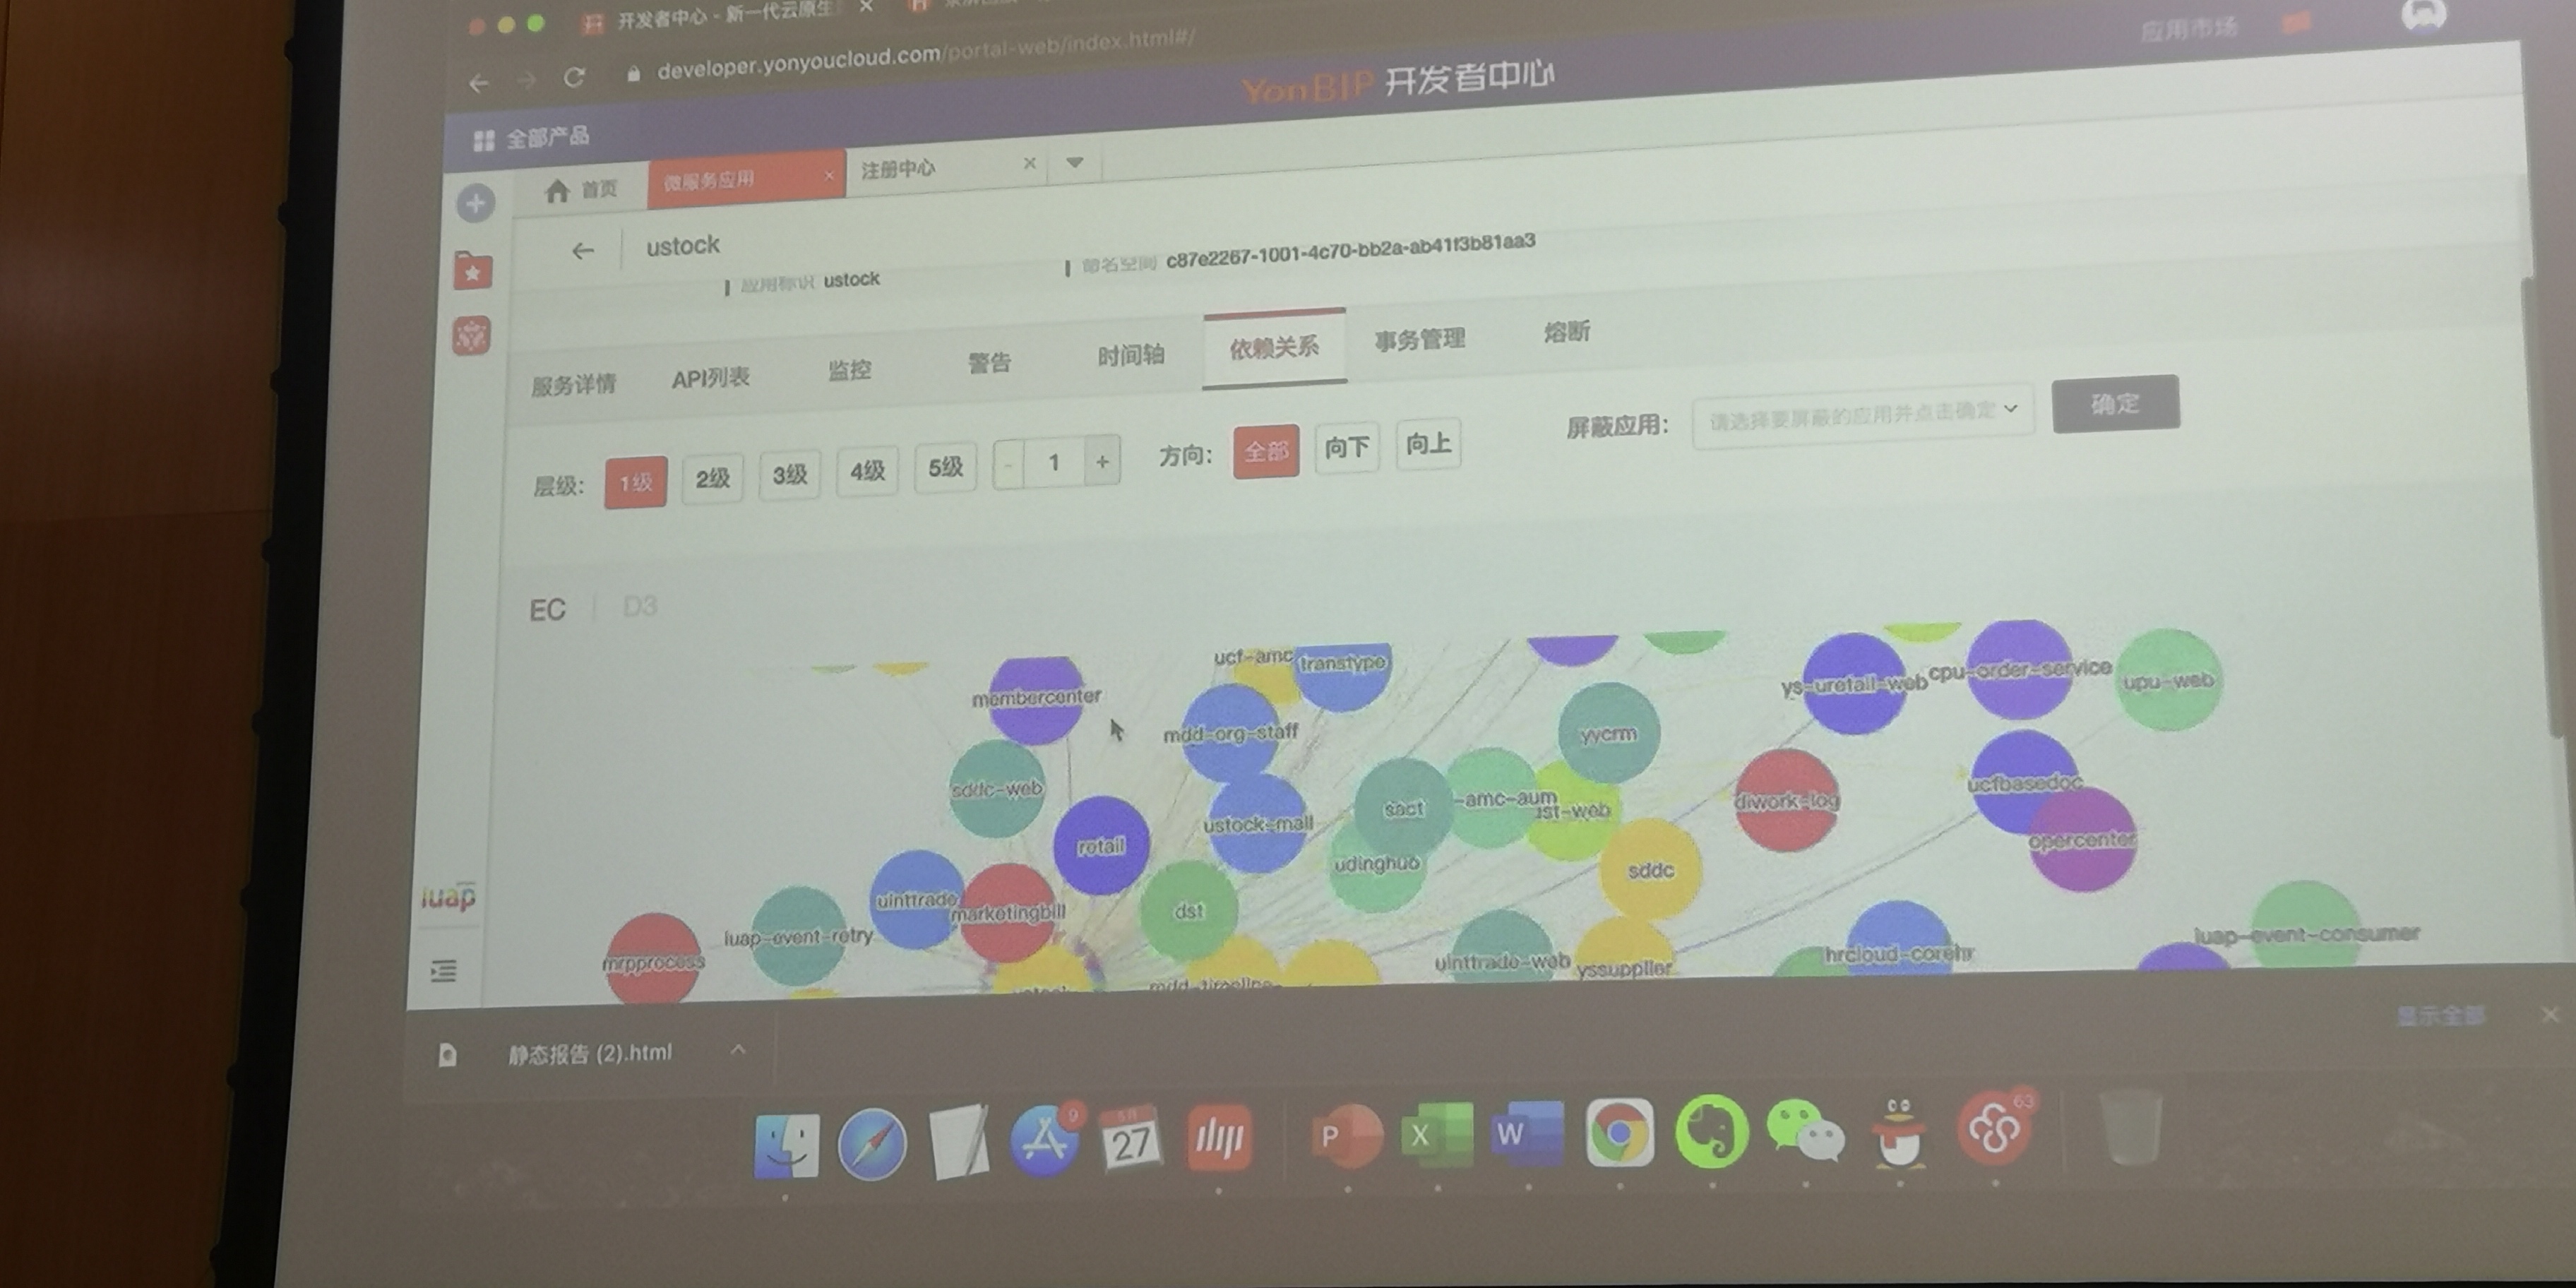 开发者中心 - 新一代云原生
developer.yonyoucloud.com/portal-web/index.html#/
应用市场
YonBIP 开发者中心
全部产品
首页
微服务应用
注册中心
ustock
应用标识 ustock
命名空间 c87e2267-1001-4c70-bb2a-ab41f3b81aa3
服务详情
API列表
监控
警告
时间轴
依赖关系
事务管理
熔断
层级: 1级 2级 3级 4级 5级 - 1 +
方向: 全部 向下 向上
屏蔽应用: 请选择要屏蔽的应用并点击确定 确定
EC | D3
membercenter
ucf-amc
transtype
mdd-org-staff
sddc-web
retail
ustock-mall
yycrm
ys-uretail-web
cpu-order-service
upu-web
sact
-amc-aum
ist-web
udinghuo
sddc
diwork-log
ucfbasedoc
opercenter
uinttrade
marketingbill
dst
iuap-event-retry
mrpprocess
uinttrade-web
yssupplier
hrcloud-corehr
iuap-event-consumer
iuap
静态报告 (2).html
显示全部
9
5月
27
P
X
W
63